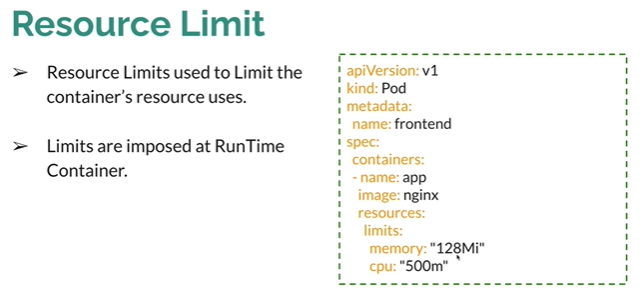 Resource Limit
➢ Resource Limits used to Limit the
container's resource uses.
➢ Limits are imposed at RunTime
Container.
apiVersion: v1
kind: Pod
metadata:
name: frontend
spec:
containers:
- name: app
image: nginx
resources:
limits:
memory: "128Mi"
cpu: "500m"